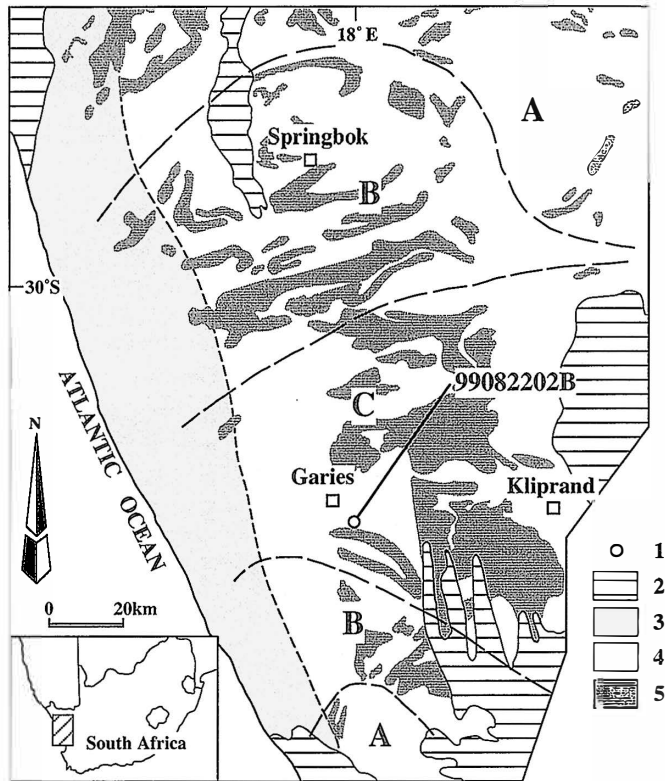 18°E
A
Springbok
B
30°S
99082202B
C
ATLANTIC OCEAN
N
Garies
Kliprand
1
2
0 20km
3
B
4
5
South Africa
A